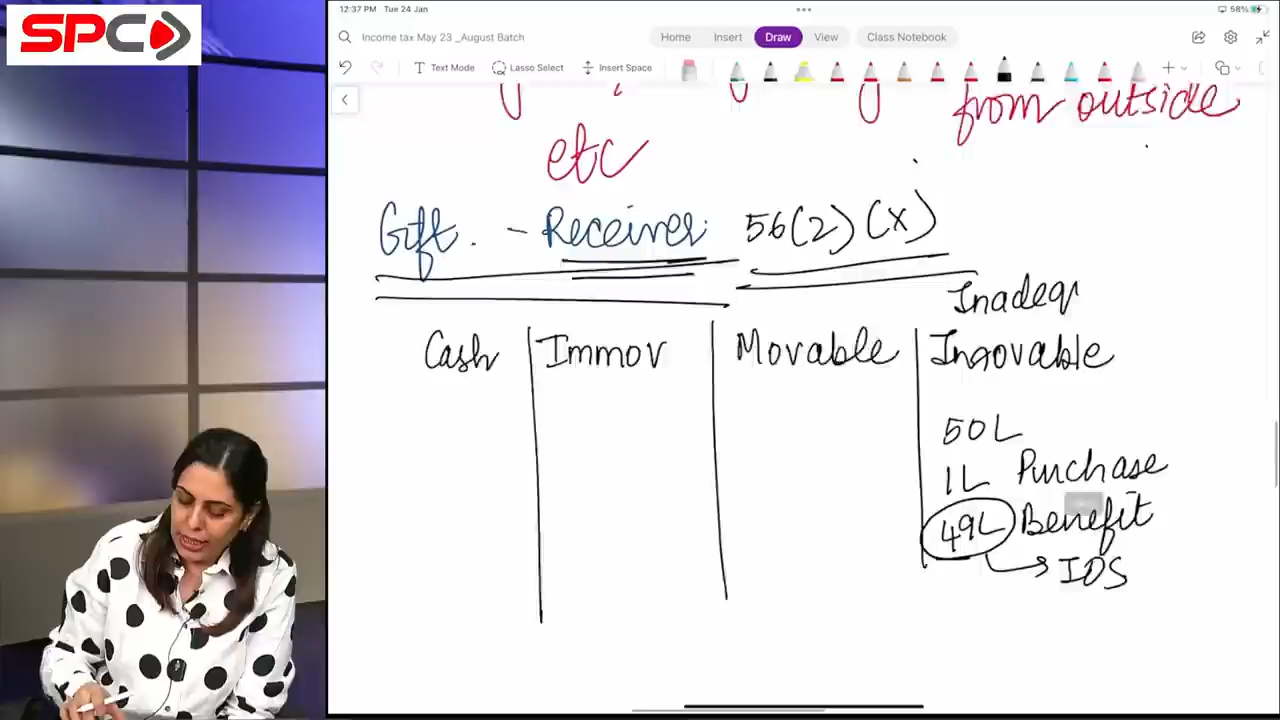 SPC
12:37 PM Tue 24 Jan
58%
Income tax May 23 _August Batch
Home Insert Draw View Class Notebook
Text Mode Lasso Select Insert Space
from outside
etc
Gift. - Receiver. 56(2)(x)
Inadeq
Cash Immov Movable Immovable
50L
1L Purchase
49L Benefit
IOS